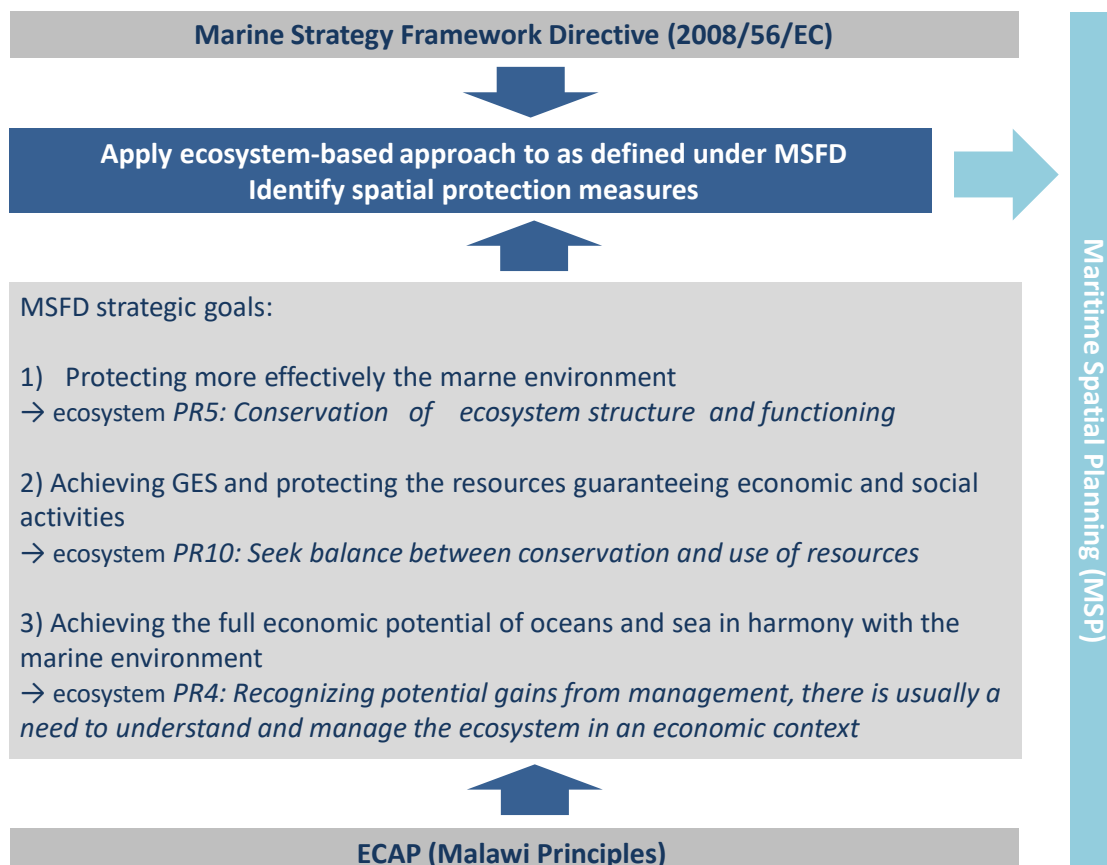 Marine Strategy Framework Directive (2008/56/EC)
Apply ecosystem-based approach to as defined under MSFD
Identify spatial protection measures
MSFD strategic goals:
1) Protecting more effectively the marne environment
→ ecosystem PR5: Conservation of ecosystem structure and functioning
2) Achieving GES and protecting the resources guaranteeing economic and social
activities
→ ecosystem PR10: Seek balance between conservation and use of resources
3) Achieving the full economic potential of oceans and sea in harmony with the
marine environment
→ ecosystem PR4: Recognizing potential gains from management, there is usually a
need to understand and manage the ecosystem in an economic context
ECAP (Malawi Principles)
Maritime Spatial Planning (MSP)